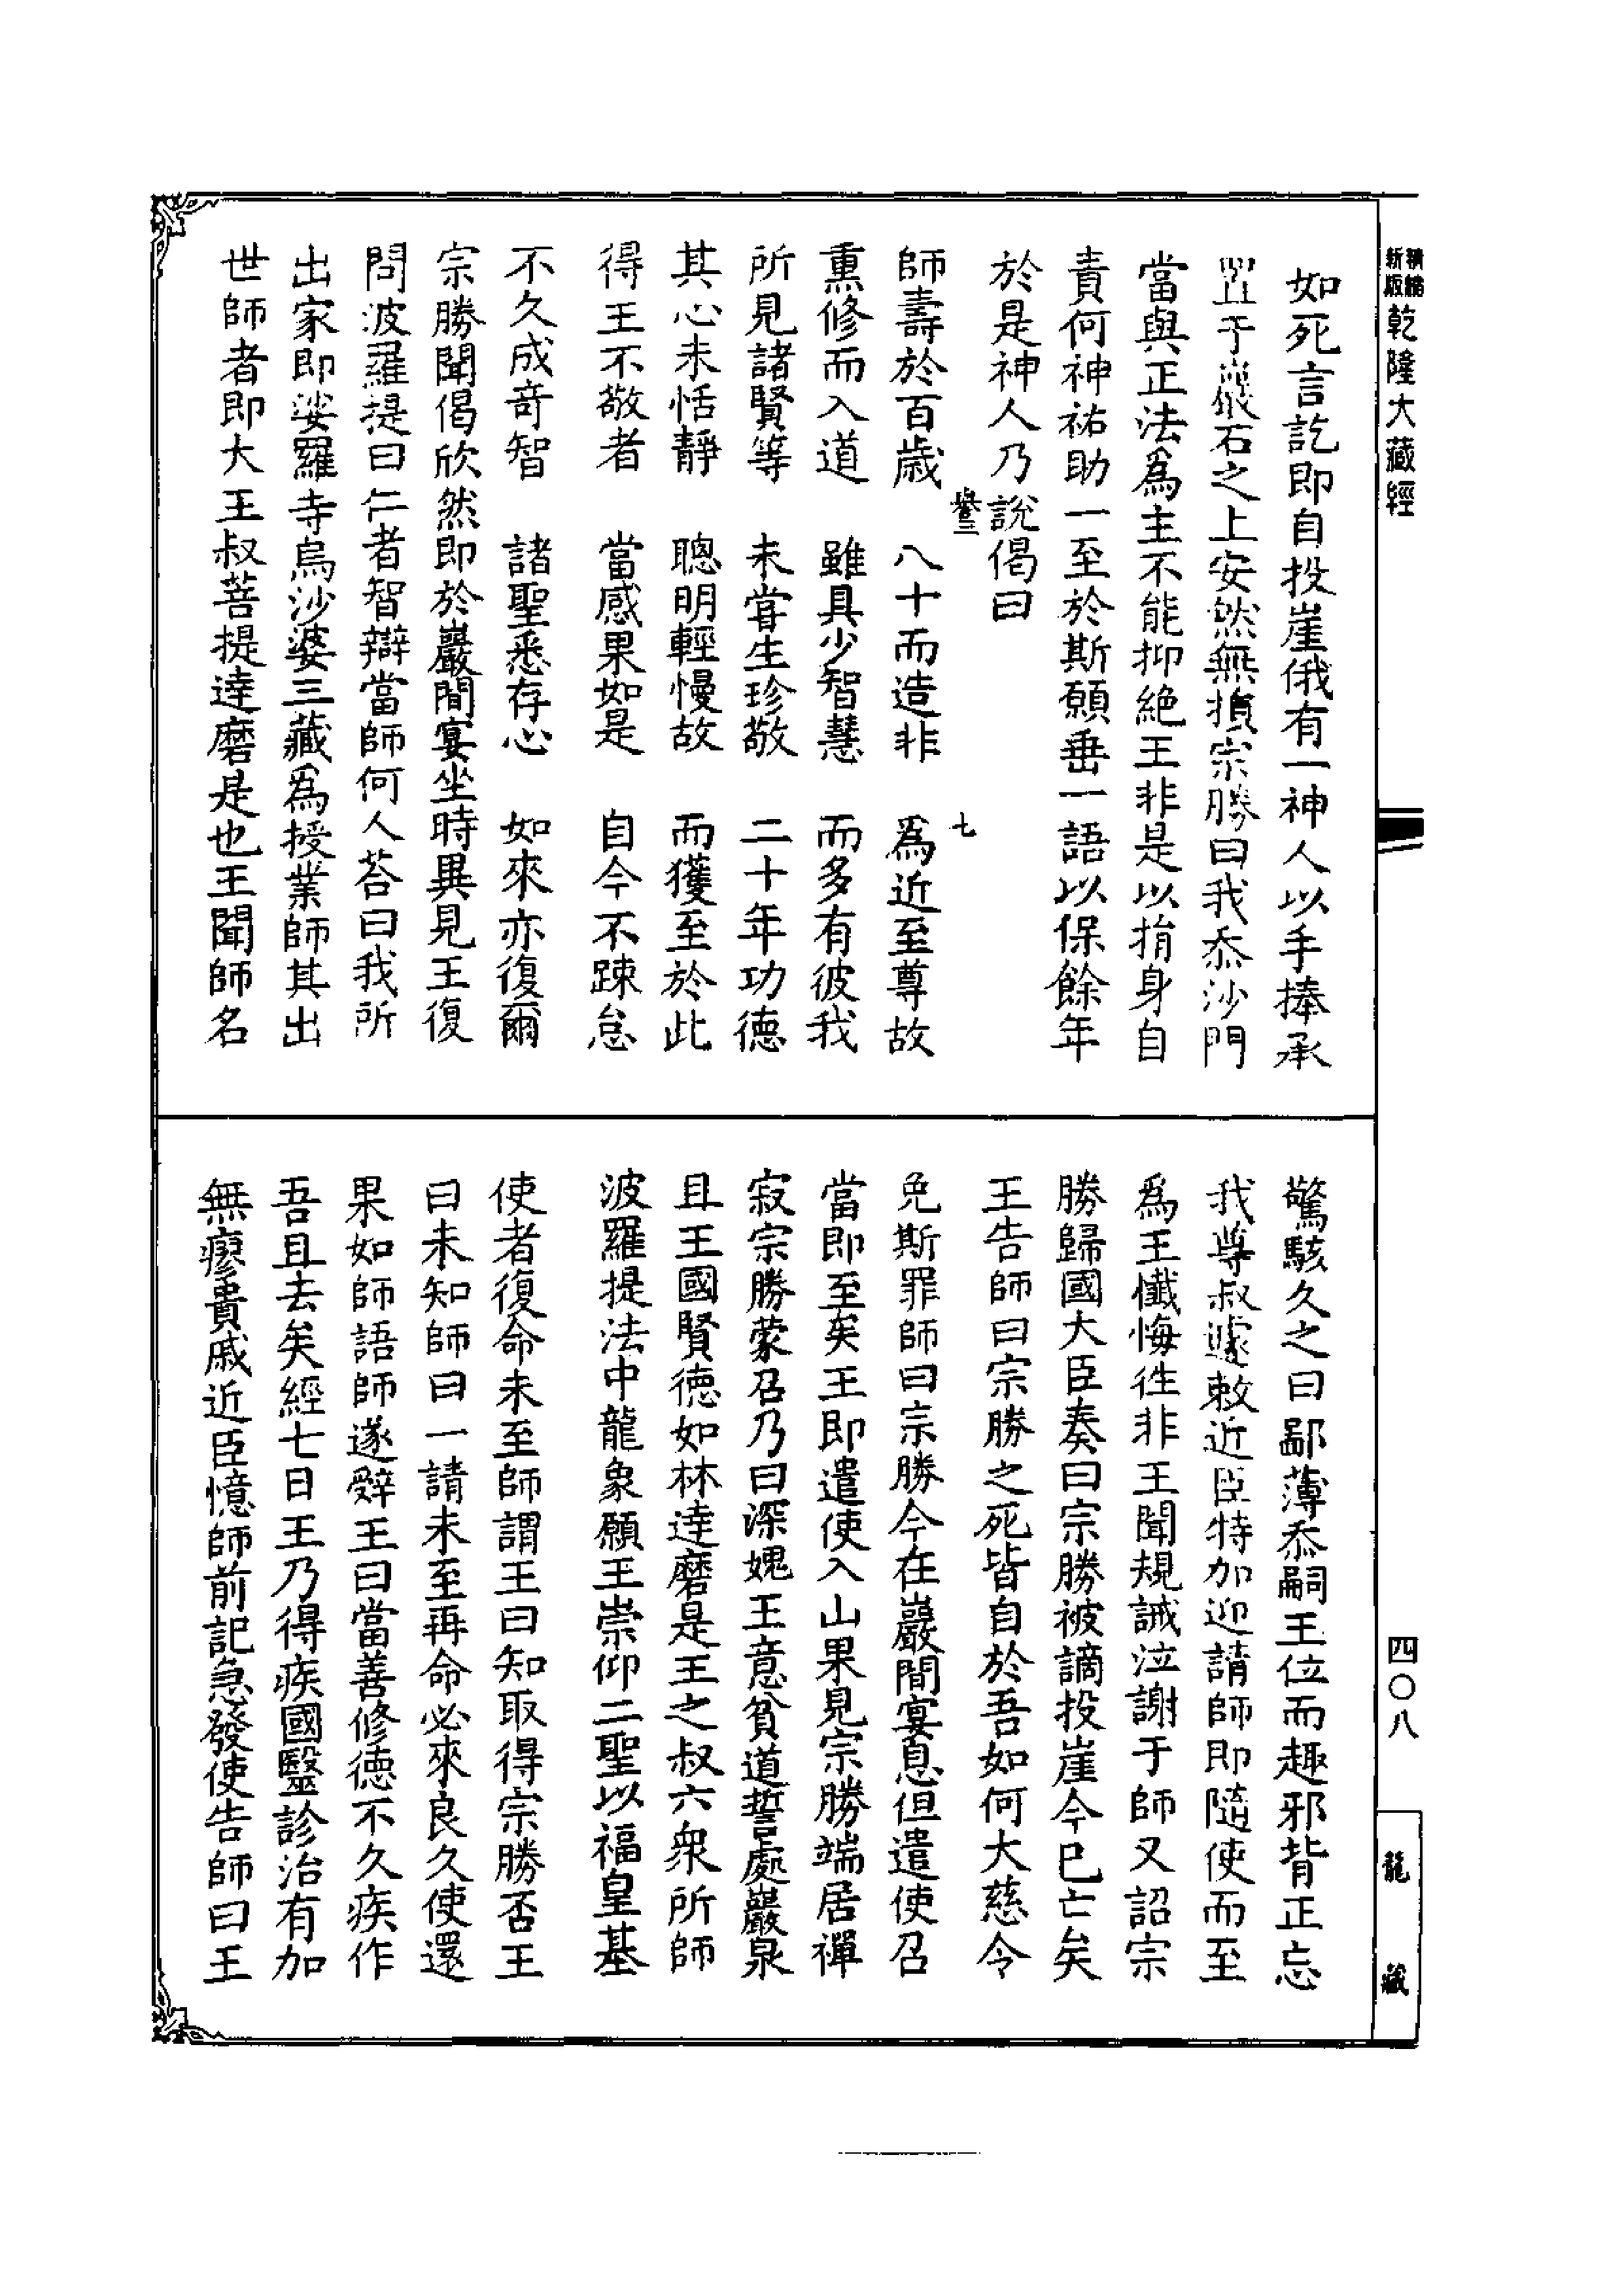 新版
精縮
乾隆大藏經
如死言訖即自投崖俄有一神人以手捧承
置于巖石之上安然無損宗勝曰我忝沙門
當與正法爲主不能抑絶王非是以捐身自
責何神祐助一至於斯願垂一語以保餘年
於是神人乃說偈曰
譽三
七
師壽於百歲　八十而造非　爲近至尊故
熏修而入道　雖具少智慧　而多有彼我
所見諸賢等　未甞生珍敬　二十年功德
其心未恬靜　聰明輕慢故　而獲至於此
得王不敬者　當感果如是　自今不踈怠
不久成竒智　諸聖悉存心　如來亦復爾
宗勝聞偈欣然即於巖間宴坐時異見王復
問波羅提曰仁者智辯當師何人荅曰我所
出家即娑羅寺烏沙婆三藏爲授業師其出
世師者即大王叔菩提達磨是也王聞師名
驚駭久之曰鄙薄忝嗣王位而趣邪背正忘
我尊叔遽敕近臣特加迎請師即隨使而至
爲王懺悔徃非王聞規誡泣謝于師又詔宗
勝歸國大臣奏曰宗勝被謫投崖今已亡矣
王告師曰宗勝之死皆自於吾如何大慈令
免斯罪師曰宗勝今在巖間宴息但遣使召
當即至矣王即遣使入山果見宗勝端居禪
寂宗勝蒙召乃曰深媿王意貧道誓處巖泉
且王國賢德如林達磨是王之叔六衆所師
波羅提法中龍象願王崇仰二聖以福皇基
使者復命未至師謂王曰知取得宗勝否王
曰未知師曰一請未至再命必來良久使還
果如師語師遂辤王曰當善修德不久疾作
吾且去矣經七日王乃得疾國醫診治有加
無瘳貴戚近臣憶師前記急發使告師曰王
四〇八
龍藏